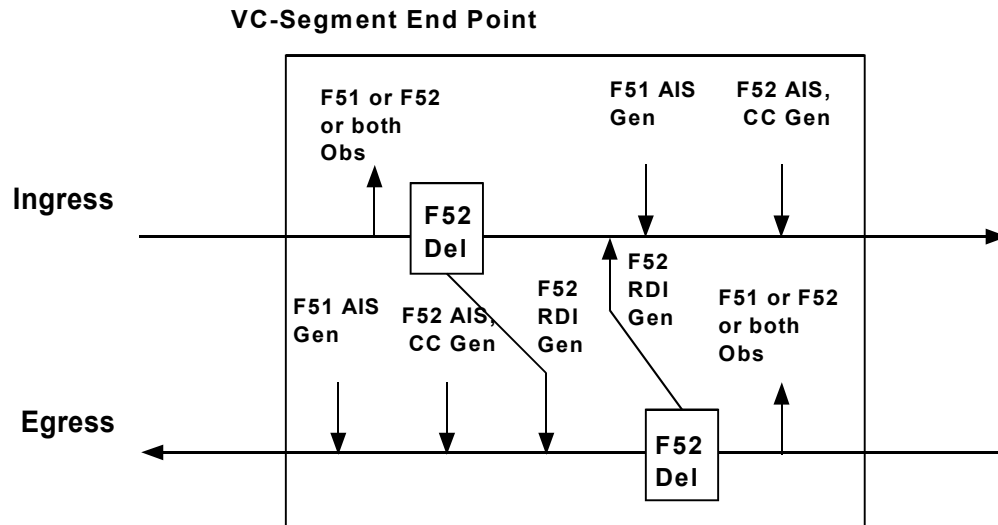 VC-Segment End Point
F51 or F52
or both
Obs
F51 AIS
Gen
F52 AIS,
CC Gen
Ingress
F52
Del
F51 AIS
Gen
F52 AIS,
CC Gen
F52
RDI
Gen
F52
RDI
Gen
F51 or F52
or both
Obs
Egress
F52
Del